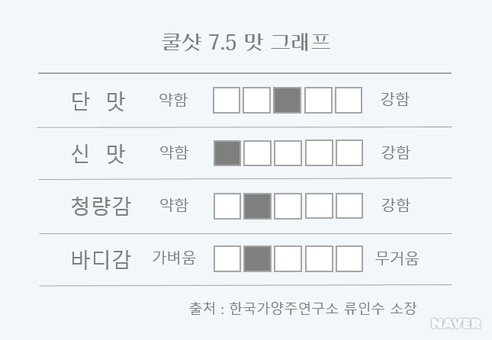 쿨샷 7.5 맛 그래프
단 맛 약함 강함
신 맛 약함 강함
청량감 약함 강함
바디감 가벼움 무거움
출처 : 한국가양주연구소 류인수 소장
NAVER